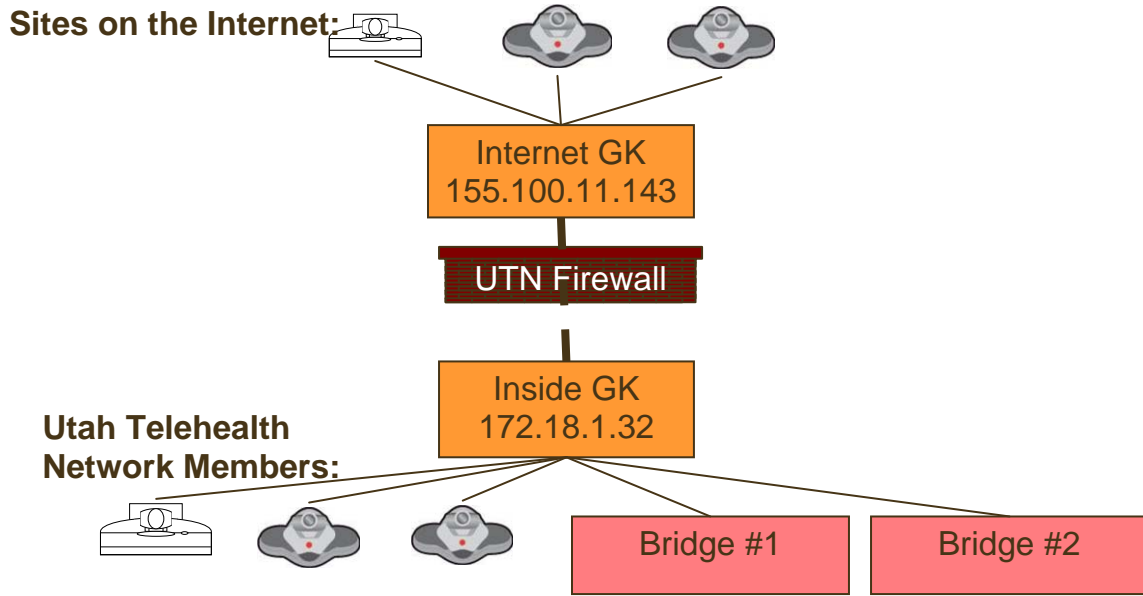 Sites on the Internet:
Internet GK
155.100.11.143
UTN Firewall
Inside GK
172.18.1.32
Utah Telehealth
Network Members:
Bridge #1
Bridge #2